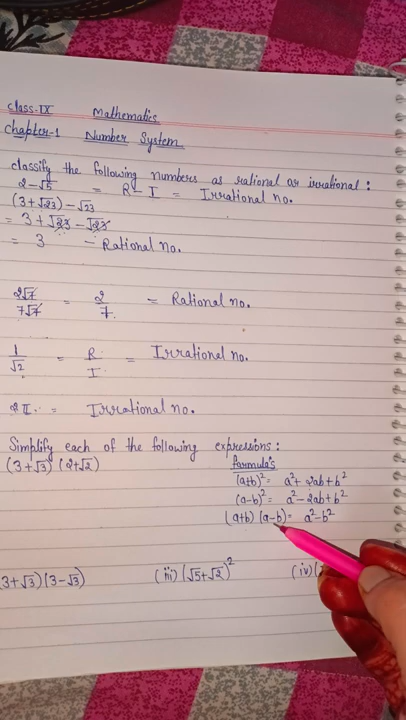 Class-IX Mathematics
Chapter-1 Number System
classify the following numbers as rational or irrational :
2-√5 = R - I = Irrational no.
(3+√23)-√23
= 3+√23-√23
= 3 - Rational no.
2√7/7√7 = 2/7. = Rational no.
1/√2 = R/I = Irrational no.
= Irrational no.
Simplify each of the following expressions :
(3+√3)(2+√2)
formula's
(a+b)² = a²+2ab+b²
(a-b)² = a²-2ab+b²
(a+b)(a-b) = a²-b²
3+√3)(3-√3) (iii) (√5+√2)² (iv)(